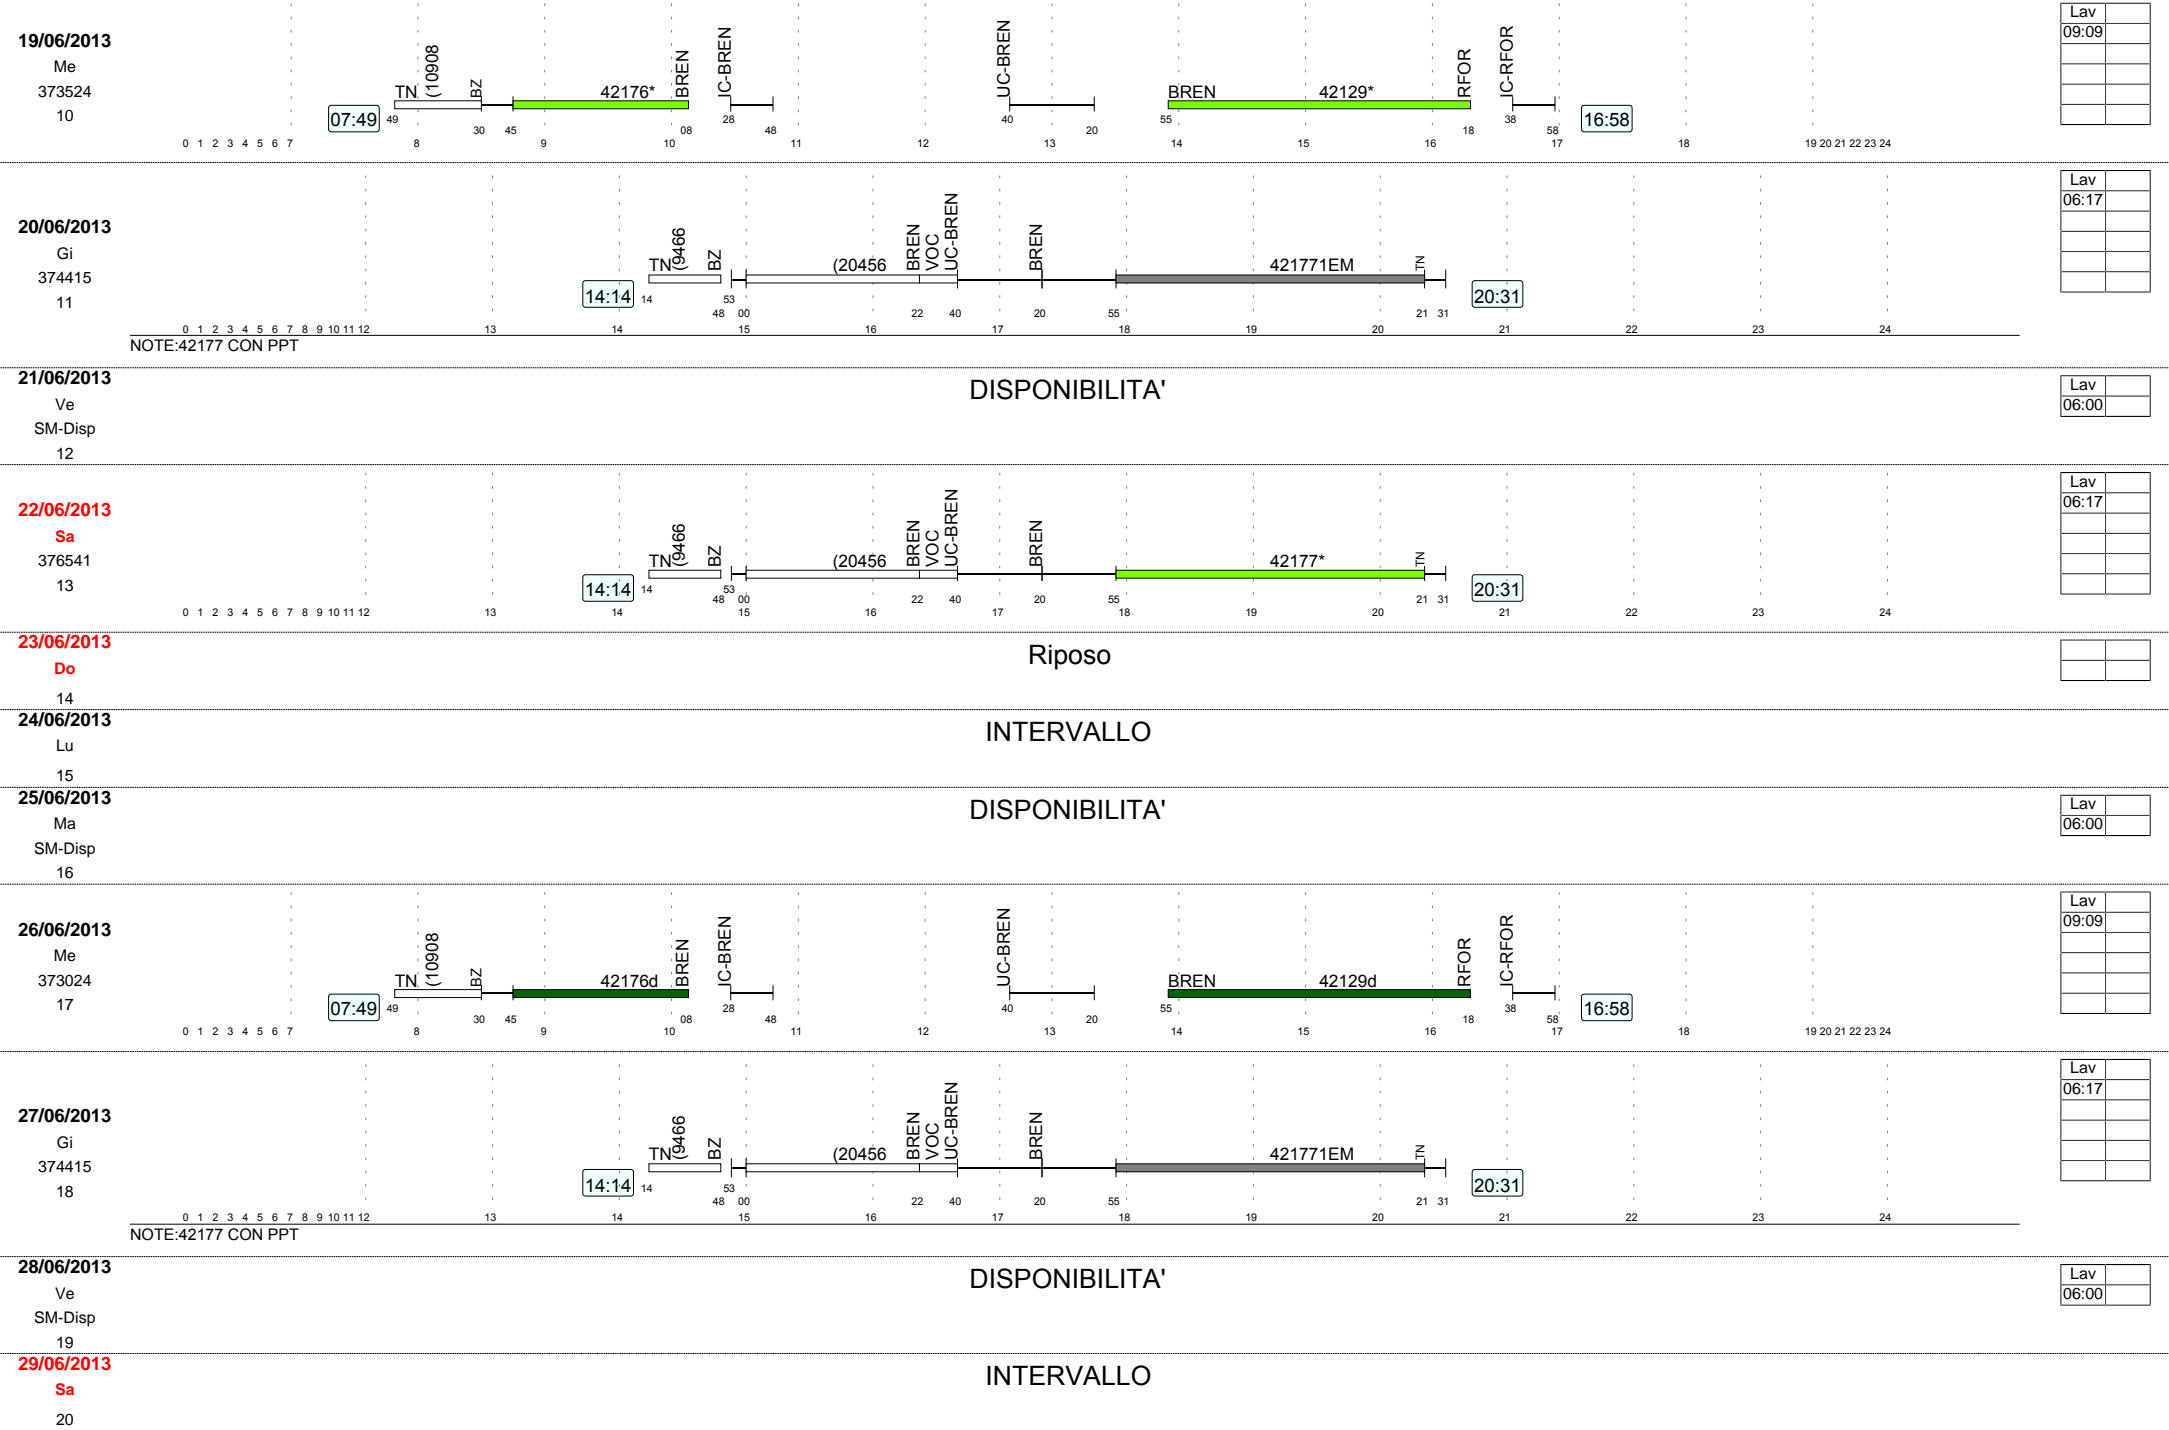 19/06/2013
Me
373524
10
07:49
TN (10908 BZ 42176* BREN IC-BREN UC-BREN BREN 42129* RFOR IC-RFOR
16:58
49 30 45 08 28 48 40 20 55 18 38 58
0 1 2 3 4 5 6 7 8 9 10 11 12 13 14 15 16 17 18 19 20 21 22 23 24
Lav
09:09
20/06/2013
Gi
374415
11
14:14
TN (9466 BZ (20456 BREN VOC UC-BREN BREN 421771EM TN
20:31
14 48 53 00 22 40 20 55 21 31
0 1 2 3 4 5 6 7 8 9 10 11 12 13 14 15 16 17 18 19 20 21 22 23 24
NOTE:42177 CON PPT
Lav
06:17
21/06/2013
Ve
SM-Disp
12
DISPONIBILITA'
Lav
06:00
22/06/2013
Sa
376541
13
14:14
TN (9466 BZ (20456 BREN VOC UC-BREN BREN 42177* TN
20:31
14 48 53 00 22 40 20 55 21 31
0 1 2 3 4 5 6 7 8 9 10 11 12 13 14 15 16 17 18 19 20 21 22 23 24
Lav
06:17
23/06/2013
Do
14
Riposo
24/06/2013
Lu
15
INTERVALLO
25/06/2013
Ma
SM-Disp
16
DISPONIBILITA'
Lav
06:00
26/06/2013
Me
373024
17
07:49
TN (10908 BZ 42176d BREN IC-BREN UC-BREN BREN 42129d RFOR IC-RFOR
16:58
49 30 45 08 28 48 40 20 55 18 38 58
0 1 2 3 4 5 6 7 8 9 10 11 12 13 14 15 16 17 18 19 20 21 22 23 24
Lav
09:09
27/06/2013
Gi
374415
18
14:14
TN (9466 BZ (20456 BREN VOC UC-BREN BREN 421771EM TN
20:31
14 48 53 00 22 40 20 55 21 31
0 1 2 3 4 5 6 7 8 9 10 11 12 13 14 15 16 17 18 19 20 21 22 23 24
NOTE:42177 CON PPT
Lav
06:17
28/06/2013
Ve
SM-Disp
19
DISPONIBILITA'
Lav
06:00
29/06/2013
Sa
20
INTERVALLO